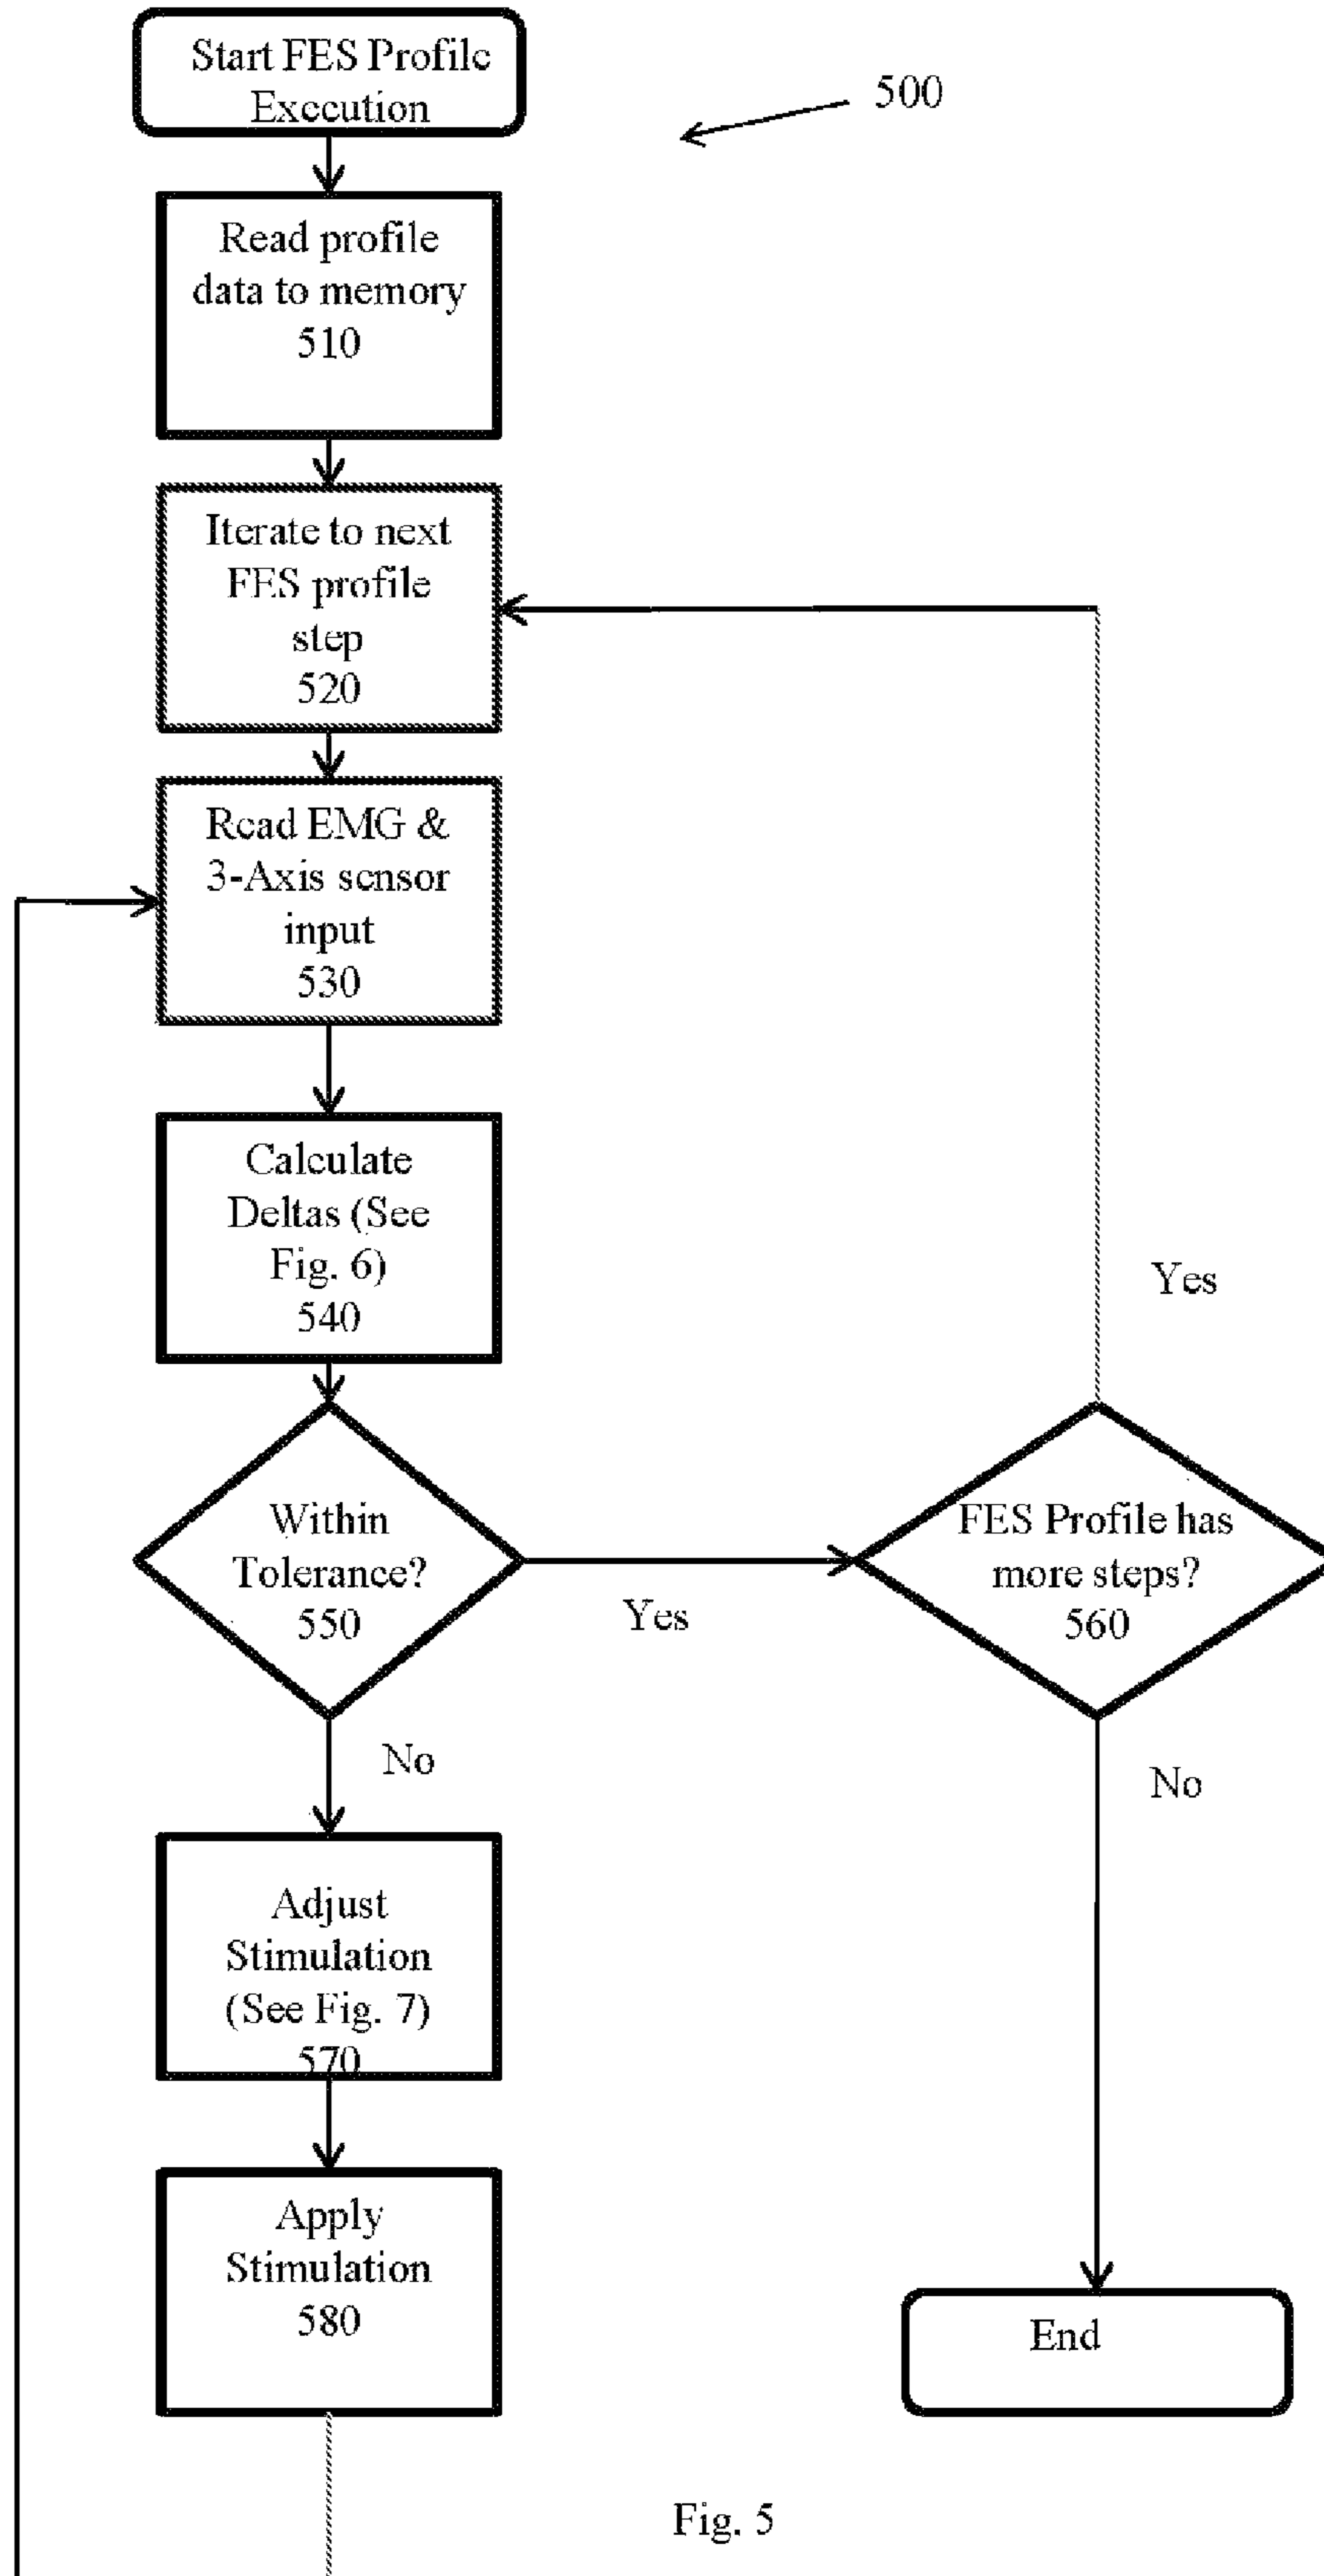 Start FES Profile
Execution
500
Read profile
data to memory
510
Iterate to next
FES profile
step
520
Read EMG &
3-Axis sensor
input
530
Calculate
Deltas (See
Fig. 6)
540
Yes
Within
Tolerance?
550
Yes
FES Profile has
more steps?
560
No
No
Adjust
Stimulation
(See Fig. 7)
570
Apply
Stimulation
580
End
Fig. 5